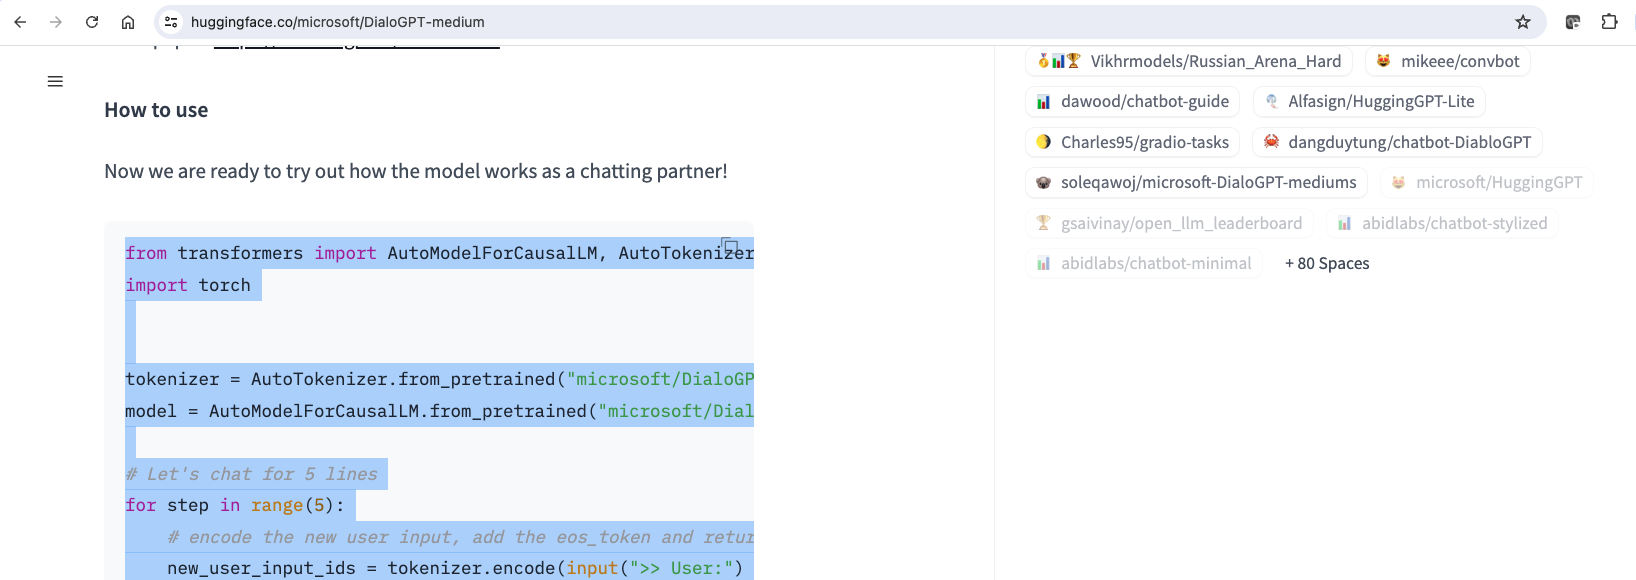 huggingface.co/microsoft/DialoGPT-medium
How to use
Now we are ready to try out how the model works as a chatting partner!
from transformers import AutoModelForCausalLM, AutoTokenizer
import torch
tokenizer = AutoTokenizer.from_pretrained("microsoft/DialoGP
model = AutoModelForCausalLM.from_pretrained("microsoft/Dial
# Let's chat for 5 lines
for step in range(5):
# encode the new user input, add the eos_token and retur
new_user_input_ids = tokenizer.encode(input(">> User:")
Vikhrmodels/Russian_Arena_Hard mikeee/convbot
dawood/chatbot-guide Alfasign/HuggingGPT-Lite
Charles95/gradio-tasks dangduytung/chatbot-DiabloGPT
soleqawoj/microsoft-DialoGPT-mediums microsoft/HuggingGPT
gsaivinay/open_llm_leaderboard abidlabs/chatbot-stylized
abidlabs/chatbot-minimal + 80 Spaces